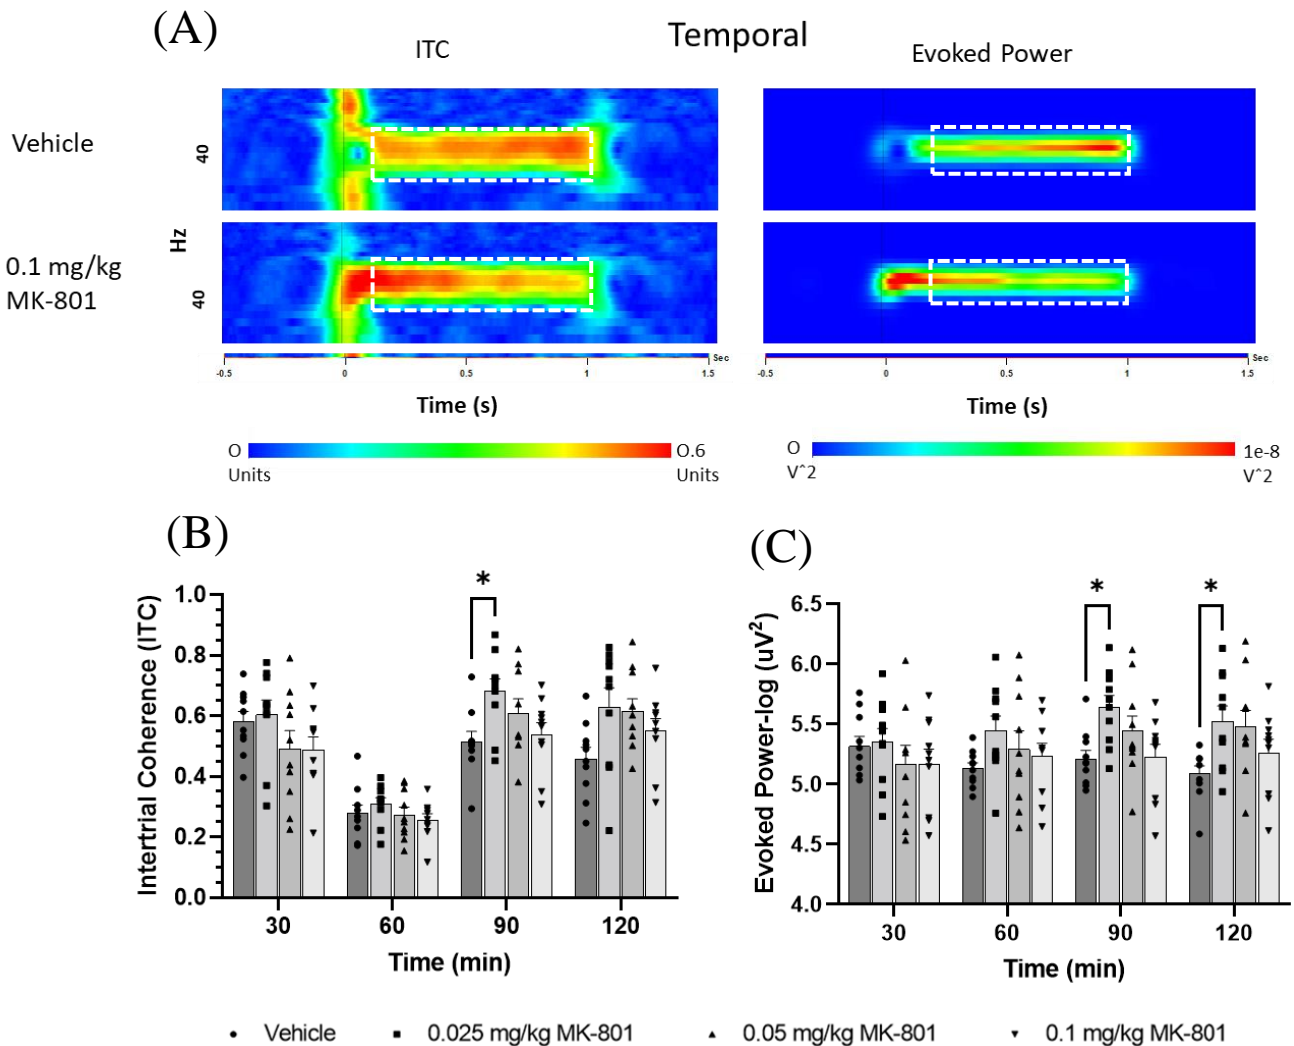 (A)
Temporal
ITC
Evoked Power
Vehicle
40
0.1 mg/kg
MK-801
Hz
40
-0.5 0 0.5 1 1.5 Sec
-0.5 0 0.5 1 1.5 Sec
Time (s)
Time (s)
O 0.6
Units Units
O 1e-8
V^2 V^2
(B)
Intertrial Coherence (ITC)
1.0
0.8
0.6
0.4
0.2
0.0
*
30 60 90 120
Time (min)
(C)
Evoked Power-log (uV²)
6.5
6.0
5.5
5.0
4.5
4.0
* *
30 60 90 120
Time (min)
Vehicle 0.025 mg/kg MK-801 0.05 mg/kg MK-801 0.1 mg/kg MK-801